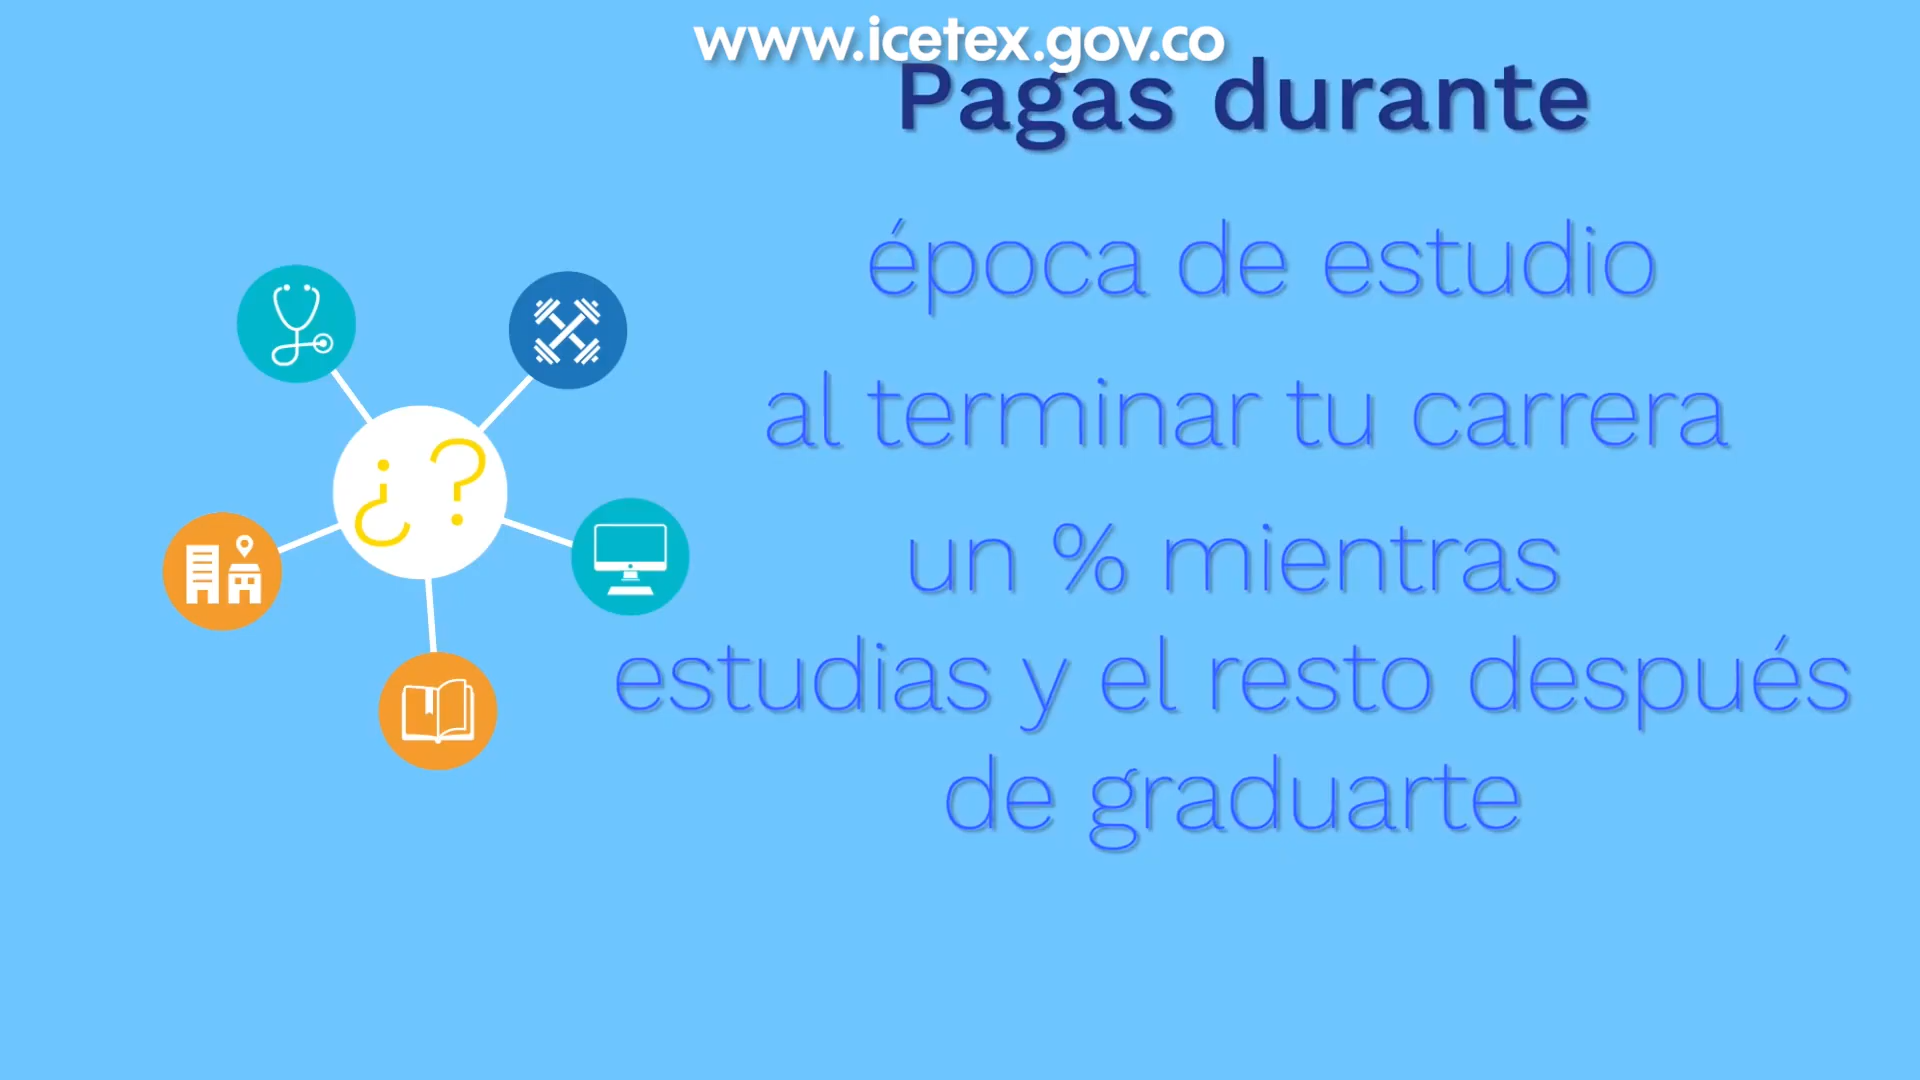 www.icetex.gov.co
Pagas durante
época de estudio
al terminar tu carrera
un % mientras
estudias y el resto después
de graduarte
¿ ?